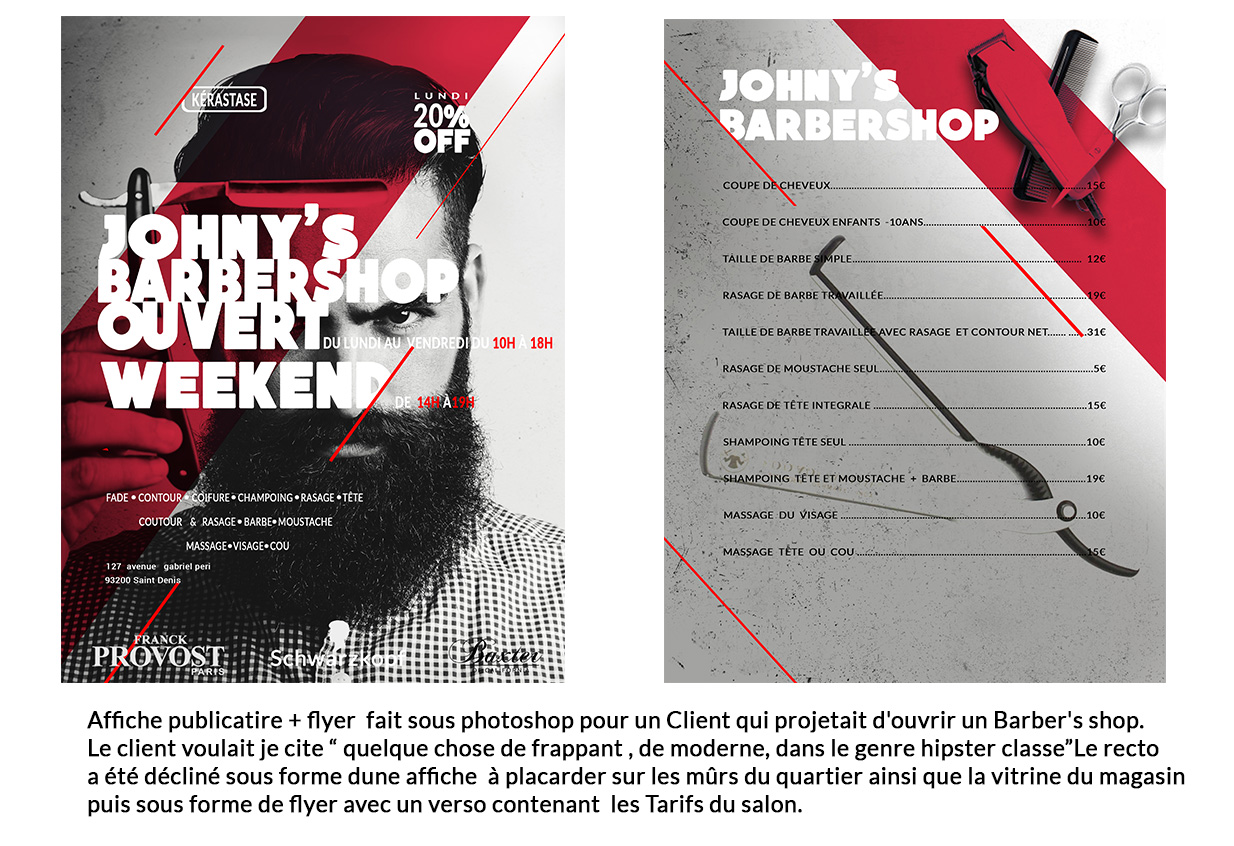 KÉRASTASE
LUNDI
20%
OFF
JOHNY'S
BARBERSHOP
OUVERT
DU LUNDI AU VENDREDI DU 10H À 18H
WEEKEND
DE 14H À 19H
FADE • CONTOUR • COIFURE • CHAMPOING • RASAGE • TÊTE
COUTOUR & RASAGE • BARBE • MOUSTACHE
MASSAGE • VISAGE • COU
127 avenue gabriel peri
93200 Saint Denis
FRANCK
PROVOST
PARIS
Schwarzkopf
Baxter
JOHNY'S
BARBERSHOP
COUPE DE CHEVEUX........15€
COUPE DE CHEVEUX ENFANTS -10ANS........10€
TAILLE DE BARBE SIMPLE........ 12€
RASAGE DE BARBE TRAVAILLÉE........19€
TAILLE DE BARBE TRAVAILLÉE AVEC RASAGE ET CONTOUR NET...... ......31€
RASAGE DE MOUSTACHE SEUL........5€
RASAGE DE TÊTE INTEGRALE ........15€
SHAMPOING TÊTE SEUL ........10€
SHAMPOING TÊTE ET MOUSTACHE + BARBE........19€
MASSAGE DU VISAGE ........10€
MASSAGE TÊTE OU COU ........15€
Affiche publicatire + flyer fait sous photoshop pour un Client qui projetait d'ouvrir un Barber's shop.
Le client voulait je cite “ quelque chose de frappant , de moderne, dans le genre hipster classe”Le recto
a été décliné sous forme dune affiche à placarder sur les mûrs du quartier ainsi que la vitrine du magasin
puis sous forme de flyer avec un verso contenant les Tarifs du salon.